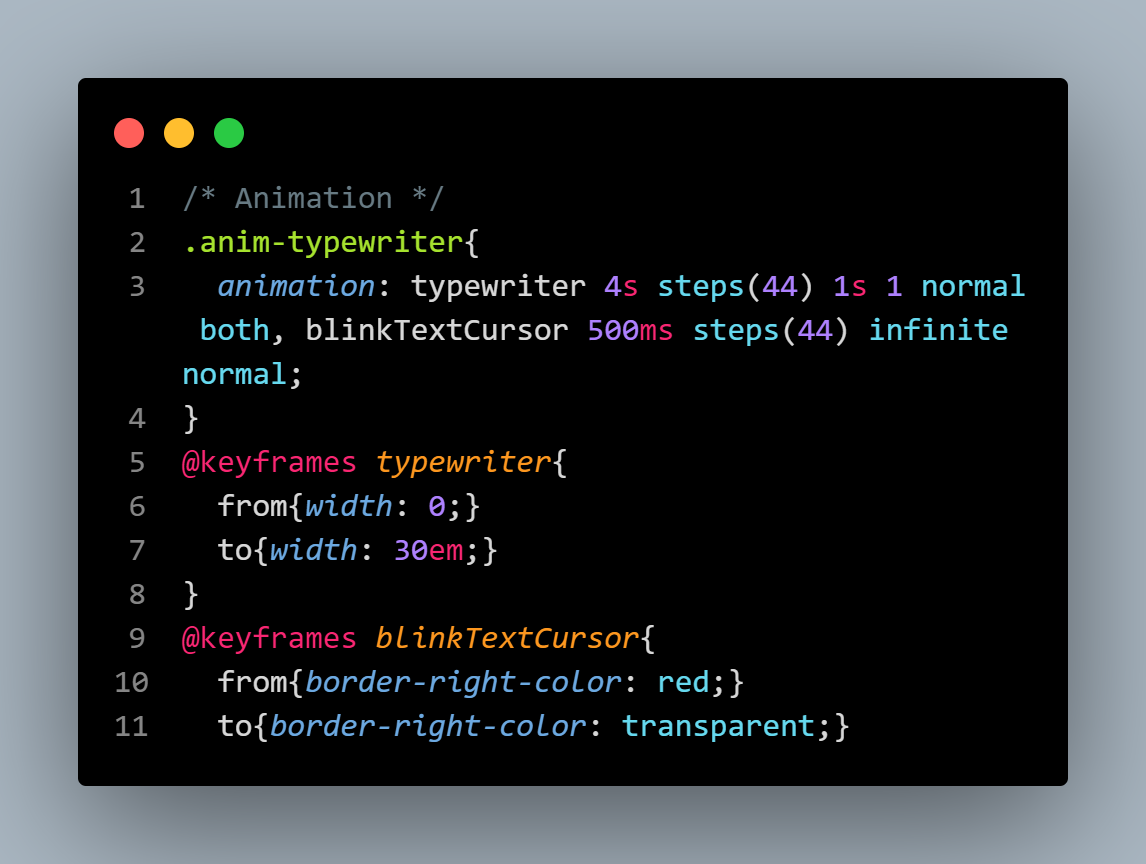 1 /* Animation */
2 .anim-typewriter{
3   animation: typewriter 4s steps(44) 1s 1 normal
 both, blinkTextCursor 500ms steps(44) infinite
normal;
4 }
5 @keyframes typewriter{
6   from{width: 0;}
7   to{width: 30em;}
8 }
9 @keyframes blinkTextCursor{
10   from{border-right-color: red;}
11   to{border-right-color: transparent;}